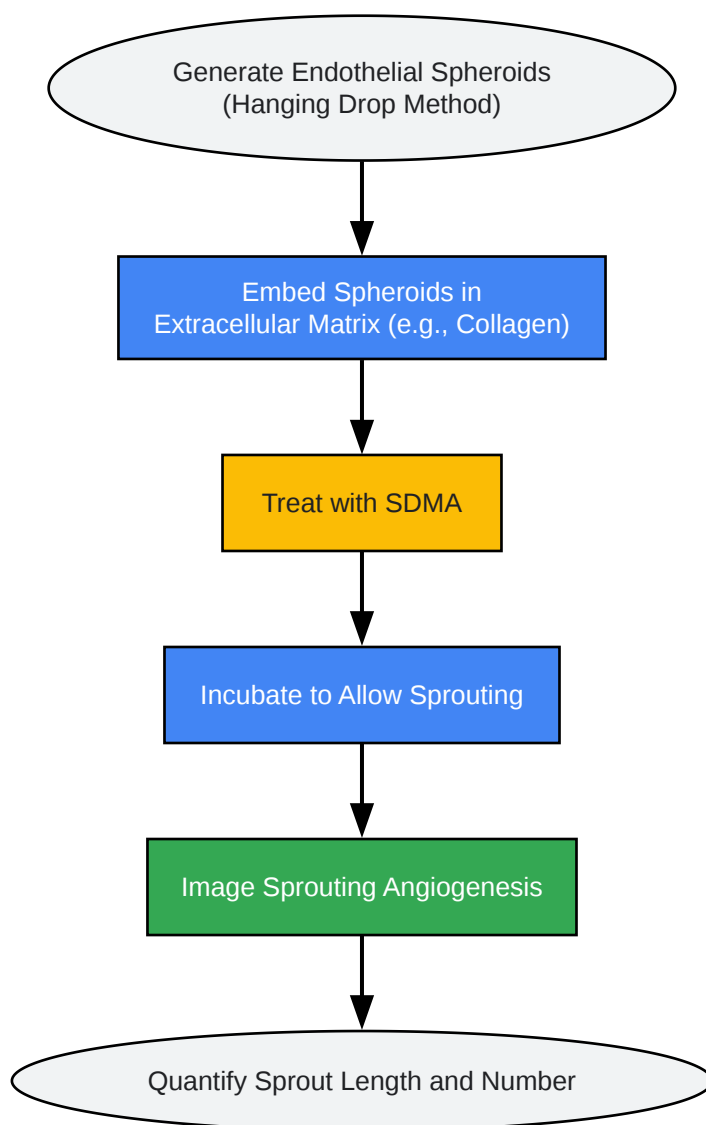 Generate Endothelial Spheroids
(Hanging Drop Method)
Embed Spheroids in
Extracellular Matrix (e.g., Collagen)
Treat with SDMA
Incubate to Allow Sprouting
Image Sprouting Angiogenesis
Quantify Sprout Length and Number